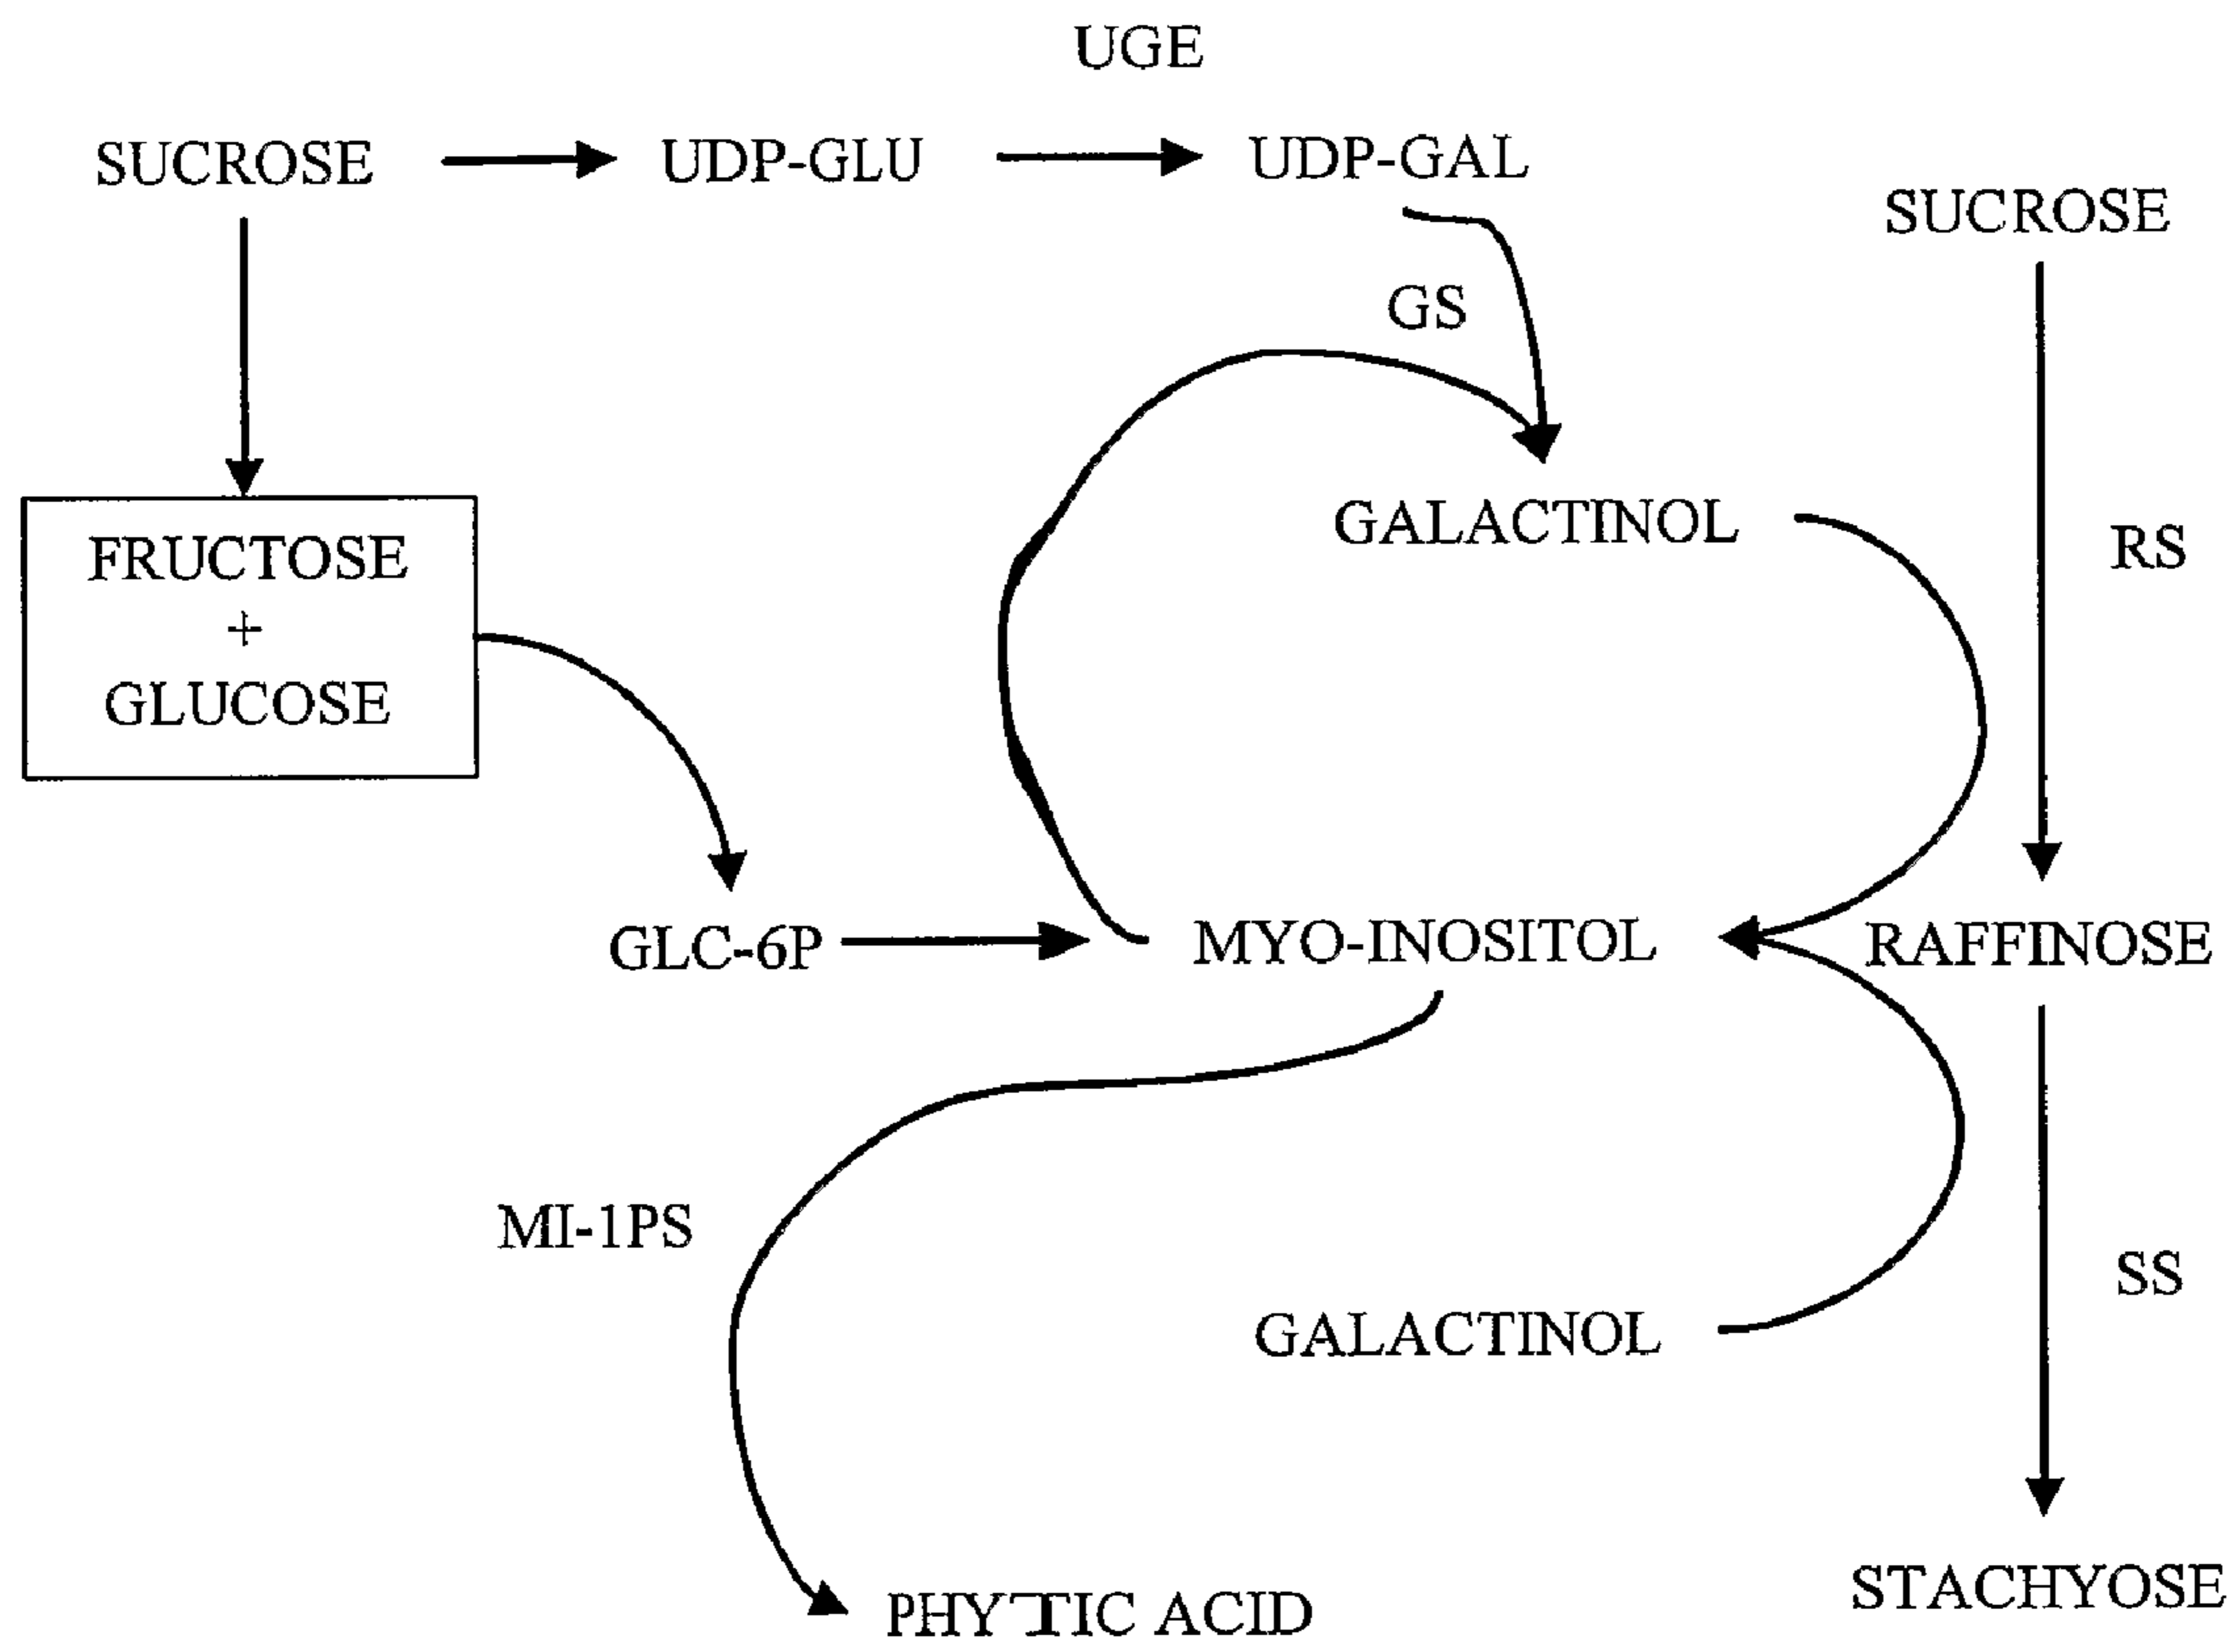 UGE
SUCROSE
UDP-GLU
UDP-GAL
SUCROSE
GS
FRUCTOSE
+
GLUCOSE
GALACTINOL
RS
GLC-6P
MYO-INOSITOL
RAFFINOSE
MI-1PS
GALACTINOL
SS
PHYTIC ACID
STACHYOSE